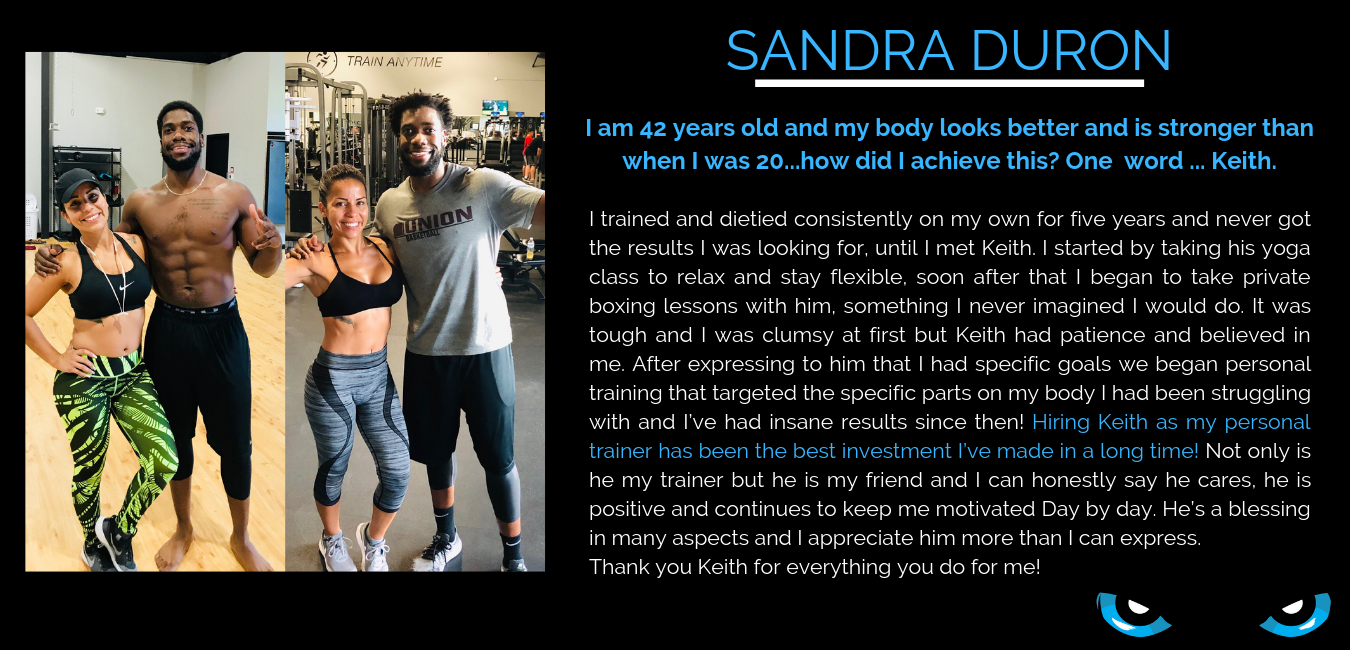 TRAIN ANYTIME
UNION
BASKETBALL
SANDRA DURON
I am 42 years old and my body looks better and is stronger than
when I was 20...how did I achieve this? One word ... Keith.
I trained and dietied consistently on my own for five years and never got
the results I was looking for, until I met Keith. I started by taking his yoga
class to relax and stay flexible, soon after that I began to take private
boxing lessons with him, something I never imagined I would do. It was
tough and I was clumsy at first but Keith had patience and believed in
me. After expressing to him that I had specific goals we began personal
training that targeted the specific parts on my body I had been struggling
with and I've had insane results since then! Hiring Keith as my personal
trainer has been the best investment I've made in a long time! Not only is
he my trainer but he is my friend and I can honestly say he cares, he is
positive and continues to keep me motivated Day by day. He's a blessing
in many aspects and I appreciate him more than I can express.
Thank you Keith for everything you do for me!